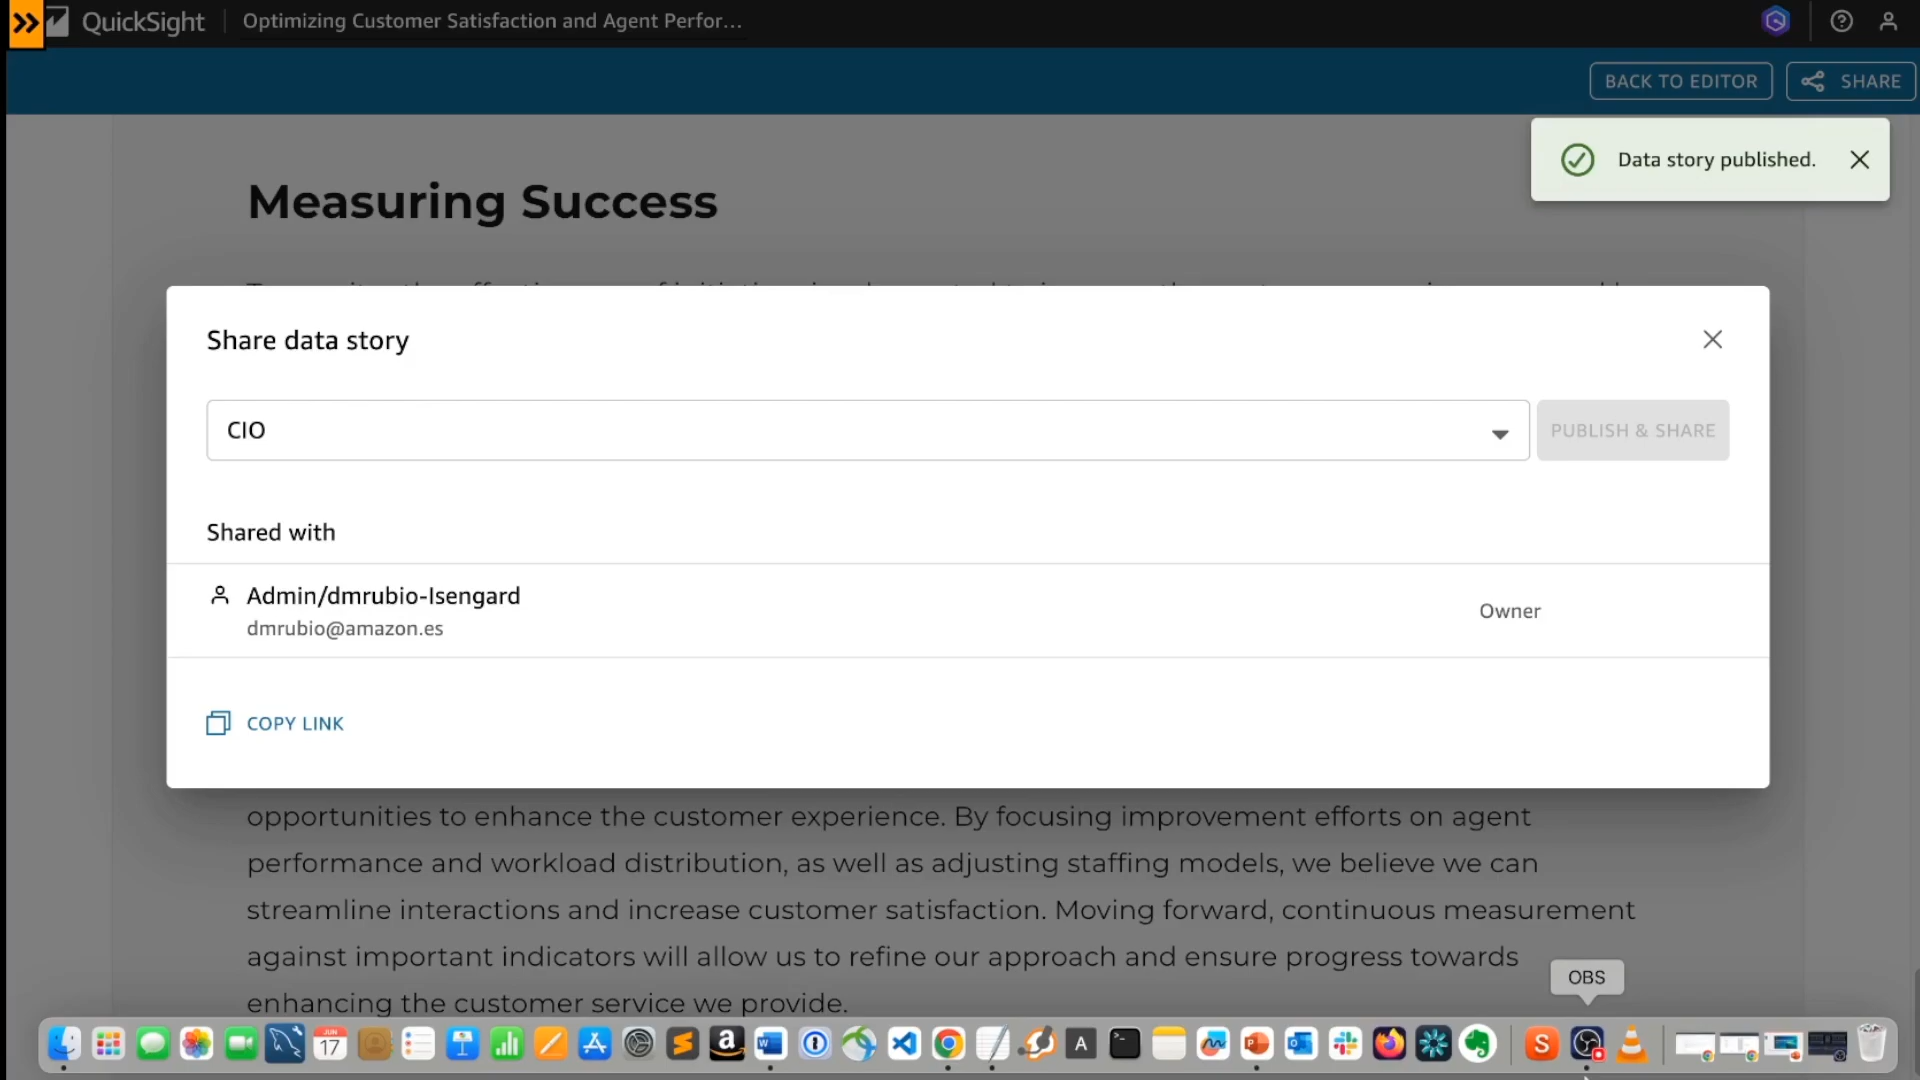 QuickSight
Optimizing Customer Satisfaction and Agent Perfor...
BACK TO EDITOR
SHARE
Data story published.
Measuring Success
Share data story
CIO
PUBLISH & SHARE
Shared with
Admin/dmrubio-Isengard
dmrubio@amazon.es
Owner
COPY LINK
opportunities to enhance the customer experience. By focusing improvement efforts on agent
performance and workload distribution, as well as adjusting staffing models, we believe we can
streamline interactions and increase customer satisfaction. Moving forward, continuous measurement
against important indicators will allow us to refine our approach and ensure progress towards
enhancing the customer service we provide.
OBS
JUN
17